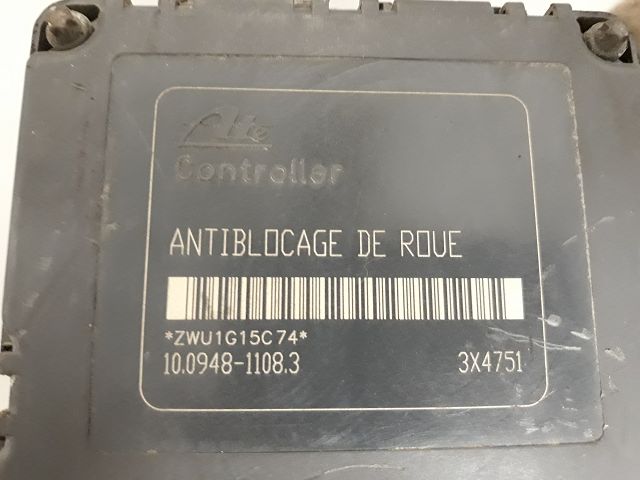 Ate
Controller
ANTIBLOCAGE DE ROUE
*ZWU1G15C74*
10.0948-1108.3 3X4751